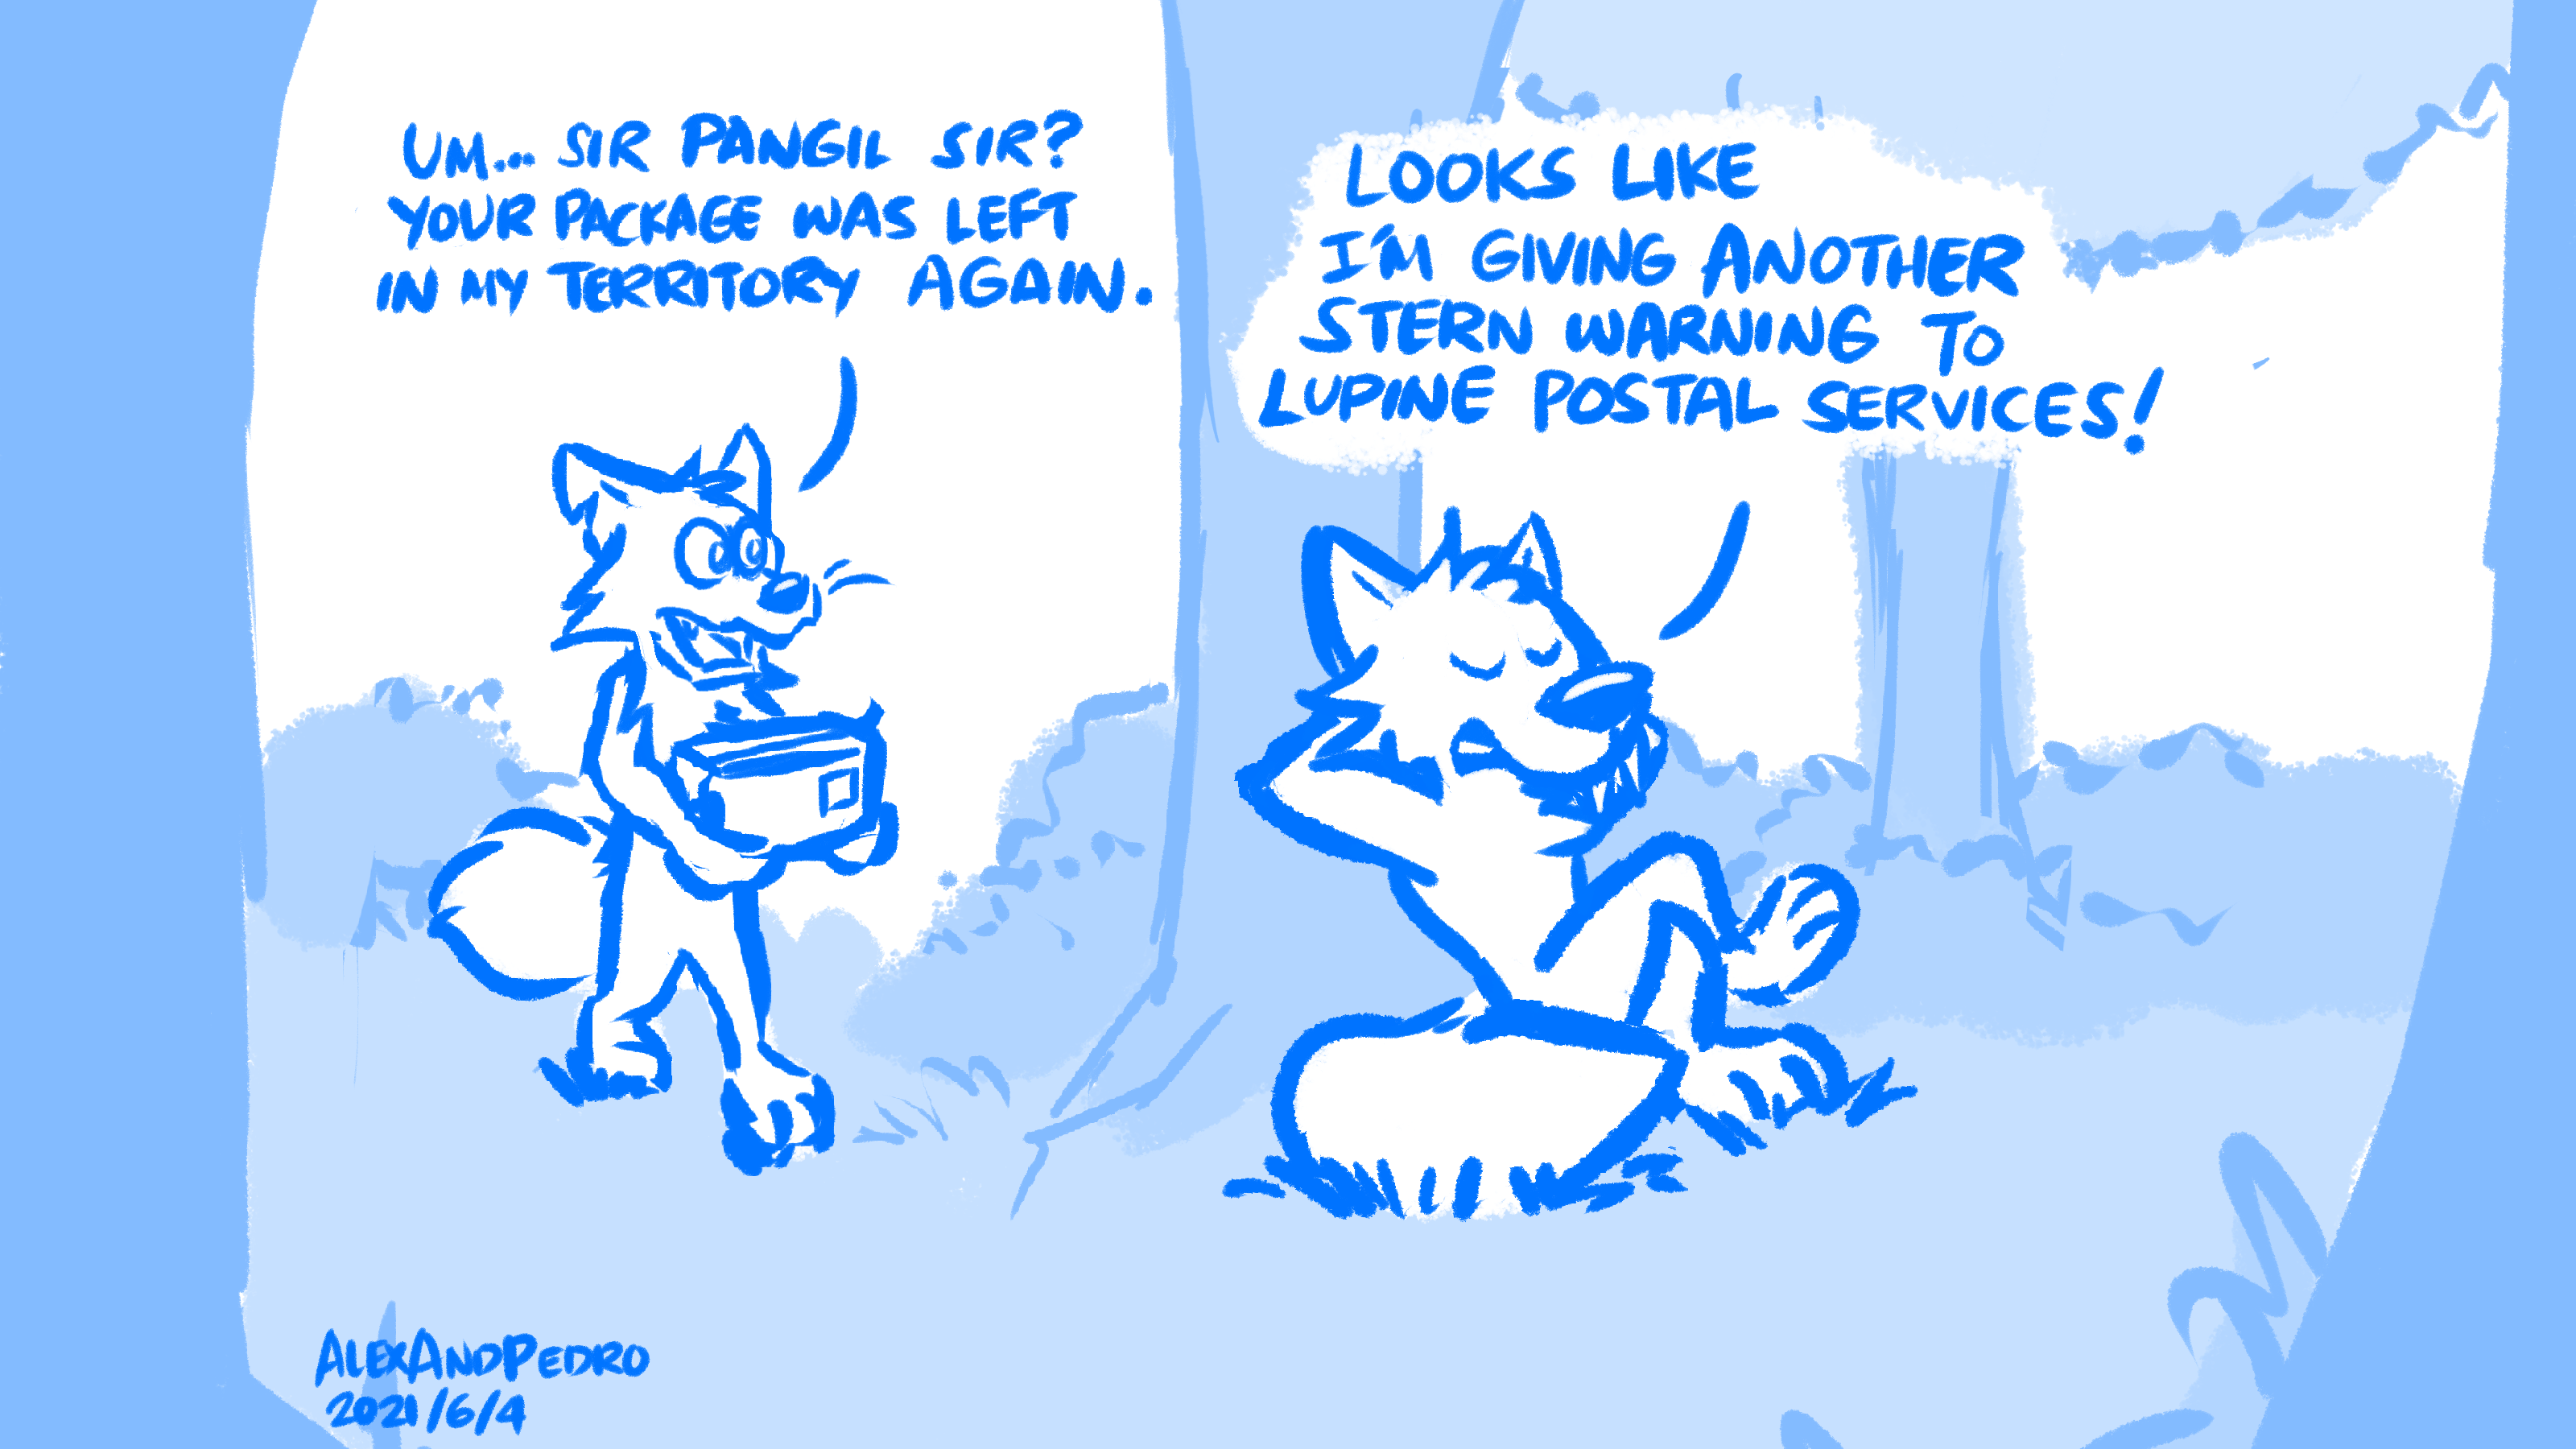 UM... SIR PANGIL SIR?
YOUR PACKAGE WAS LEFT
IN MY TERRITORY AGAIN.
LOOKS LIKE
I'M GIVING ANOTHER
STERN WARNING TO
LUPINE POSTAL SERVICES!
ALEXANDPEDRO
2021/6/4